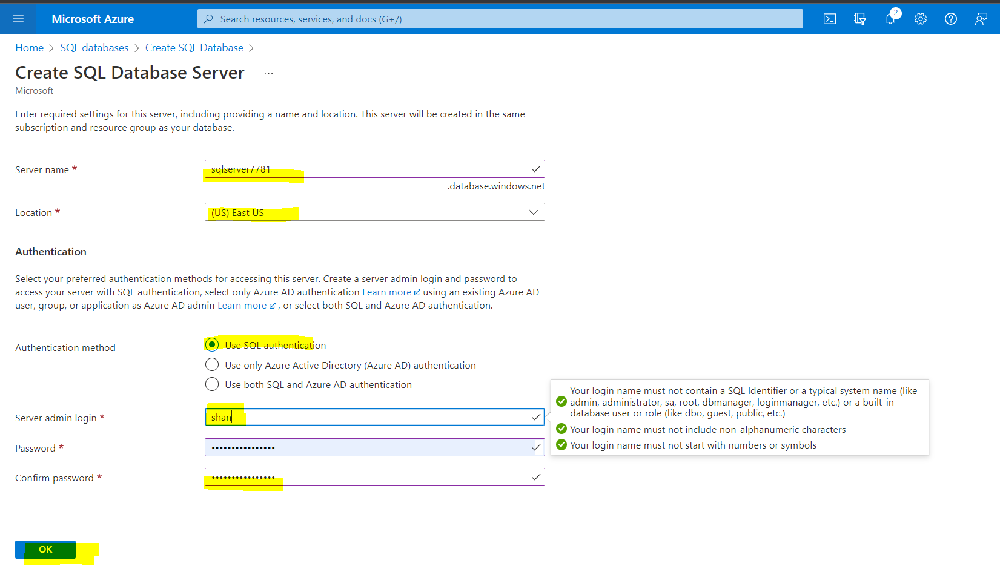 Microsoft Azure
Search resources, services, and docs (G+/)
2
Home > SQL databases > Create SQL Database >
Create SQL Database Server ...
Microsoft
Enter required settings for this server, including providing a name and location. This server will be created in the same
subscription and resource group as your database.
Server name *
sqlserver7781
.database.windows.net
Location *
(US) East US
Authentication
Select your preferred authentication methods for accessing this server. Create a server admin login and password to
access your server with SQL authentication, select only Azure AD authentication Learn more using an existing Azure AD
user, group, or application as Azure AD admin Learn more , or select both SQL and Azure AD authentication.
Authentication method
Use SQL authentication
Use only Azure Active Directory (Azure AD) authentication
Use both SQL and Azure AD authentication
Your login name must not contain a SQL Identifier or a typical system name (like
admin, administrator, sa, root, dbmanager, loginmanager, etc.) or a built-in
database user or role (like dbo, guest, public, etc.)
Your login name must not include non-alphanumeric characters
Your login name must not start with numbers or symbols
Server admin login *
shan
Password *
••••••••••••••••
Confirm password *
••••••••••••••••
OK